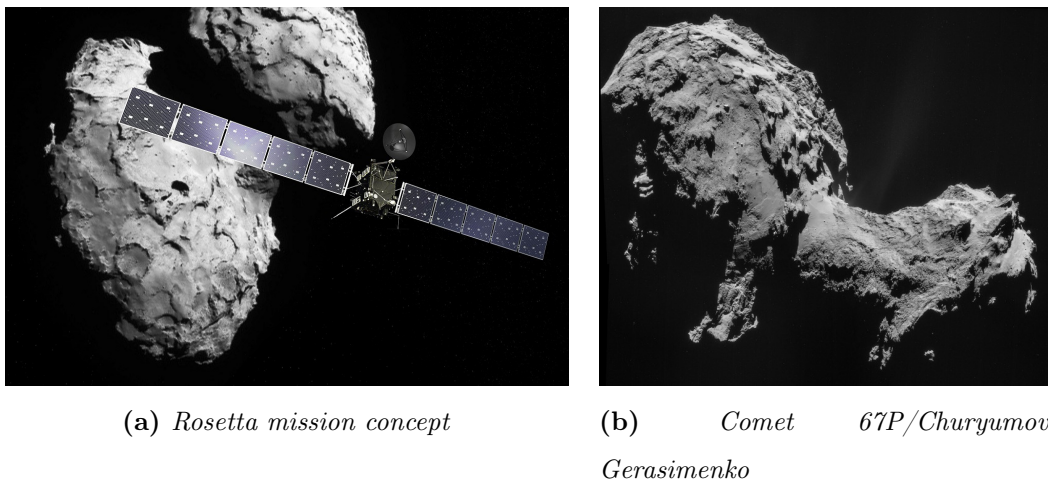 (a) Rosetta mission concept
(b) Comet 67P/Churyumov
Gerasimenko